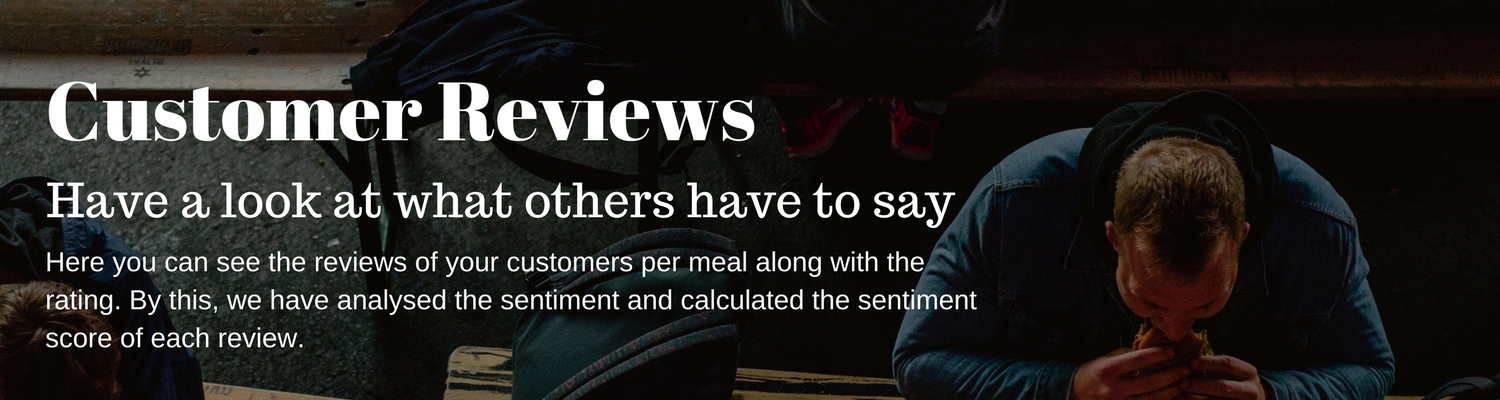 Customer Reviews
Have a look at what others have to say
Here you can see the reviews of your customers per meal along with the
rating. By this, we have analysed the sentiment and calculated the sentiment
score of each review.